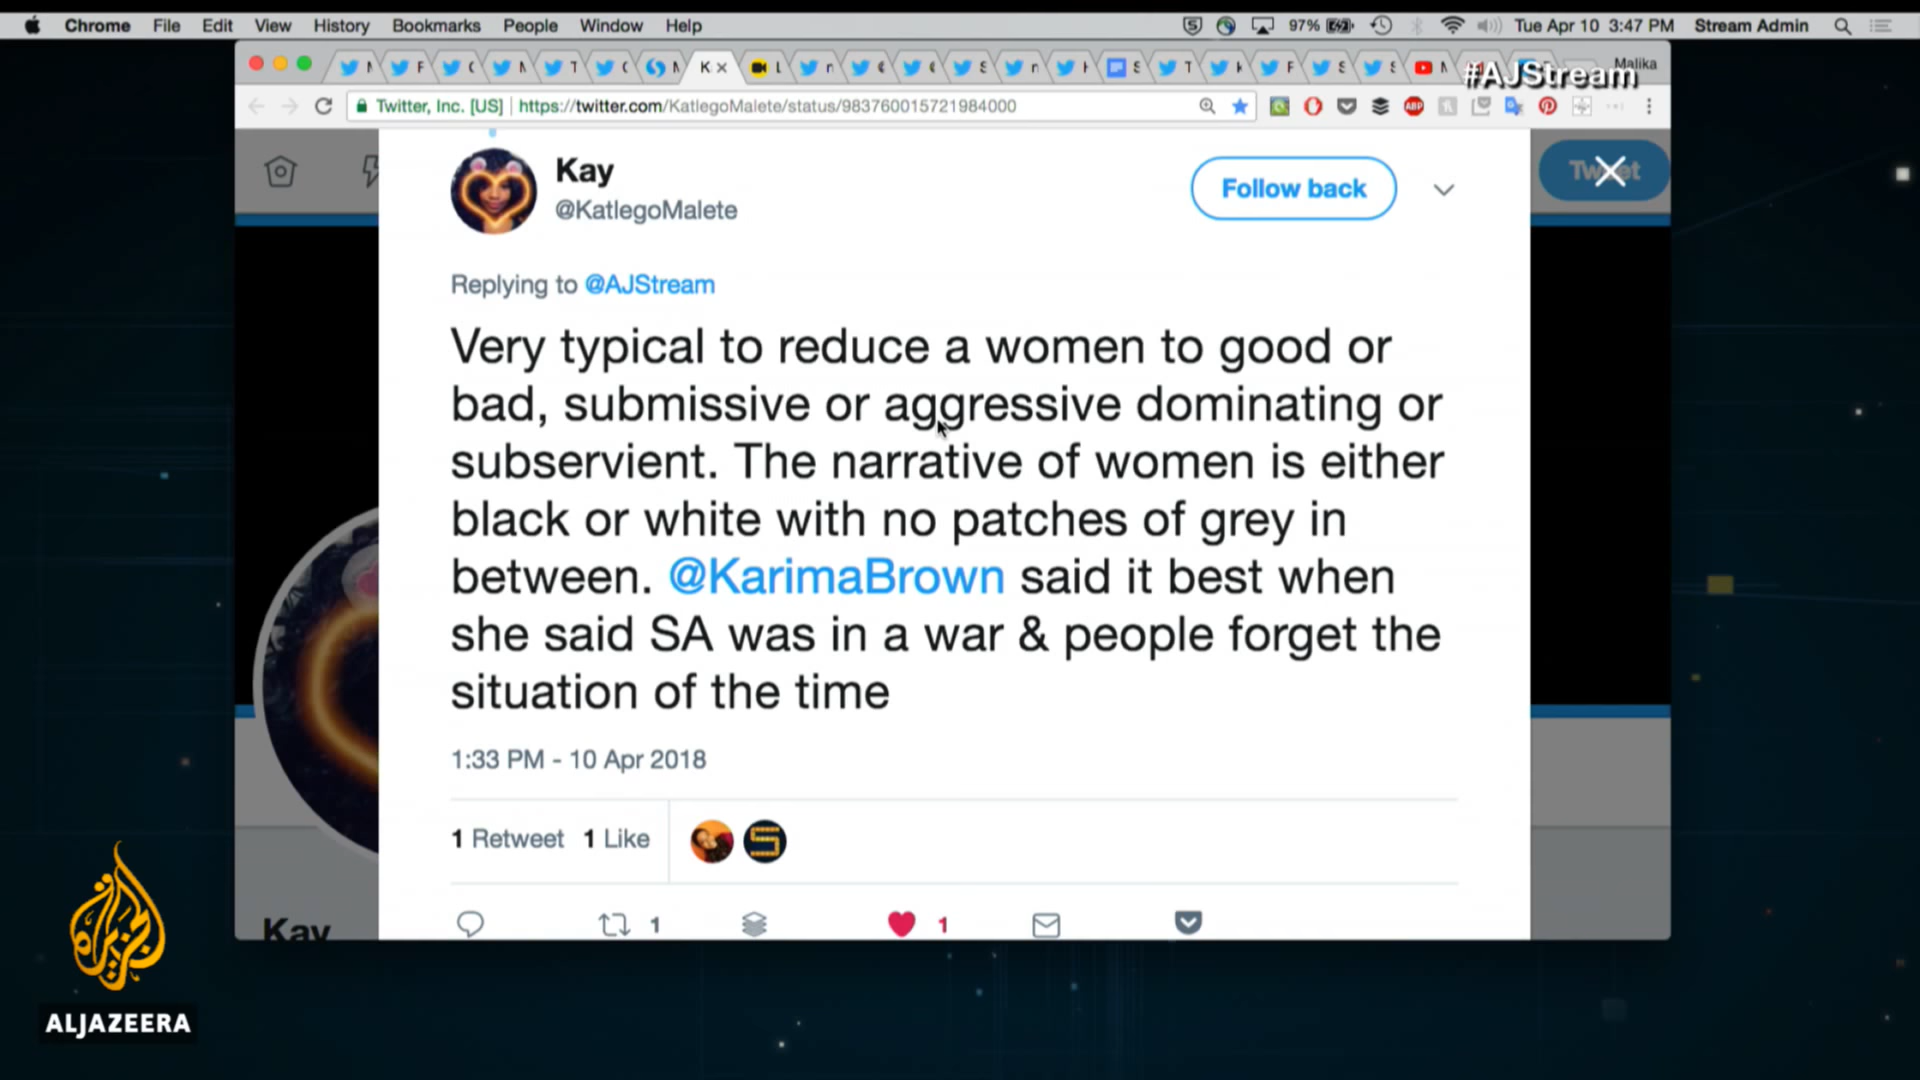 Chrome File Edit View History Bookmarks People Window Help 97% Tue Apr 10 3:47 PM Stream Admin
K Malika
#AJStream
Twitter, Inc. [US] https://twitter.com/KatlegoMalete/status/983760015721984000
Kay
@KatlegoMalete
Follow back
Replying to @AJStream
Very typical to reduce a women to good or
bad, submissive or aggressive dominating or
subservient. The narrative of women is either
black or white with no patches of grey in
between. @KarimaBrown said it best when
she said SA was in a war & people forget the
situation of the time
1:33 PM - 10 Apr 2018
1 Retweet 1 Like
1 1
Kay
Tweet
ABP
الجزيرة
ALJAZEERA